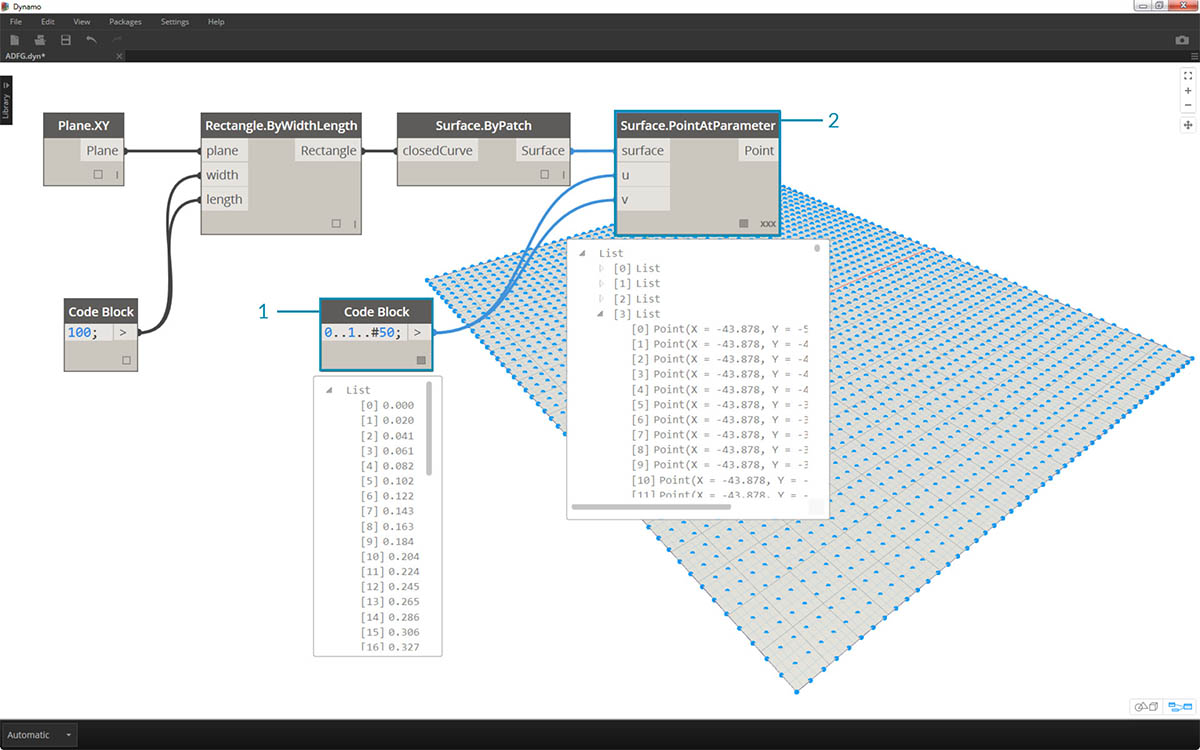 Dynamo
File Edit View Packages Settings Help
ADFG.dyn*
Library
Plane.XY
Plane
Rectangle.ByWidthLength
plane Rectangle
width
length
Surface.ByPatch
closedCurve Surface
Surface.PointAtParameter
surface Point
u
v
xxx
2
Code Block
100; >
1
Code Block
0..1..#50; >
List
[0] 0.000
[1] 0.020
[2] 0.041
[3] 0.061
[4] 0.082
[5] 0.102
[6] 0.122
[7] 0.143
[8] 0.163
[9] 0.184
[10] 0.204
[11] 0.224
[12] 0.245
[13] 0.265
[14] 0.286
[15] 0.306
[16] 0.327
List
[0] List
[1] List
[2] List
[3] List
[0] Point(X = -43.878, Y = -5
[1] Point(X = -43.878, Y = -4
[2] Point(X = -43.878, Y = -4
[3] Point(X = -43.878, Y = -4
[4] Point(X = -43.878, Y = -4
[5] Point(X = -43.878, Y = -3
[6] Point(X = -43.878, Y = -3
[7] Point(X = -43.878, Y = -3
[8] Point(X = -43.878, Y = -3
[9] Point(X = -43.878, Y = -3
[10] Point(X = -43.878, Y = -
[11] Point(X = -43.878, Y = -
Automatic